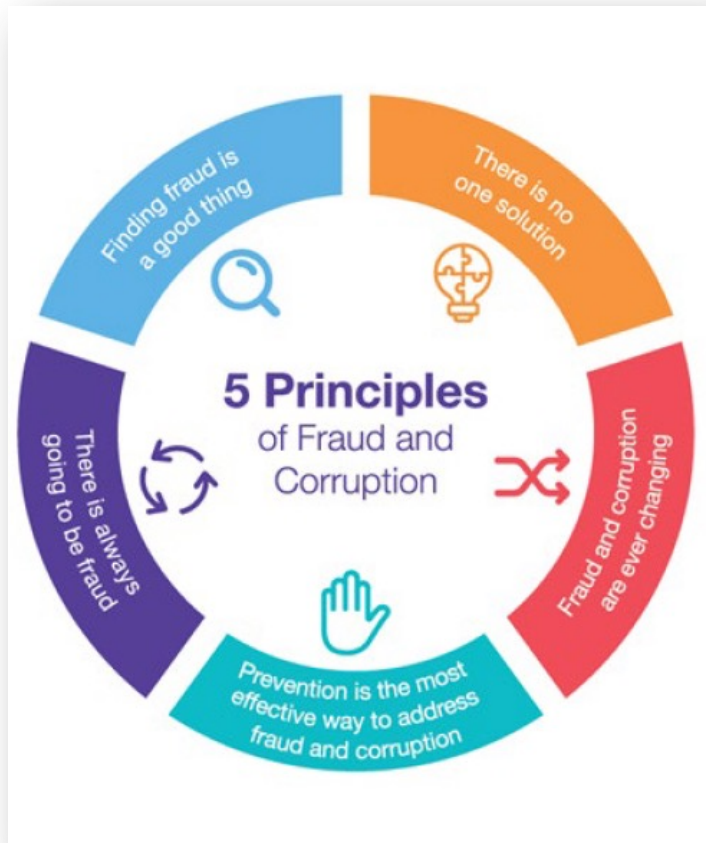 5 Principles
of Fraud and
Corruption
There is no
one solution
Fraud and corruption
are ever changing
Prevention is the most
effective way to address
fraud and corruption
There is always
going to be fraud
Finding fraud is
a good thing